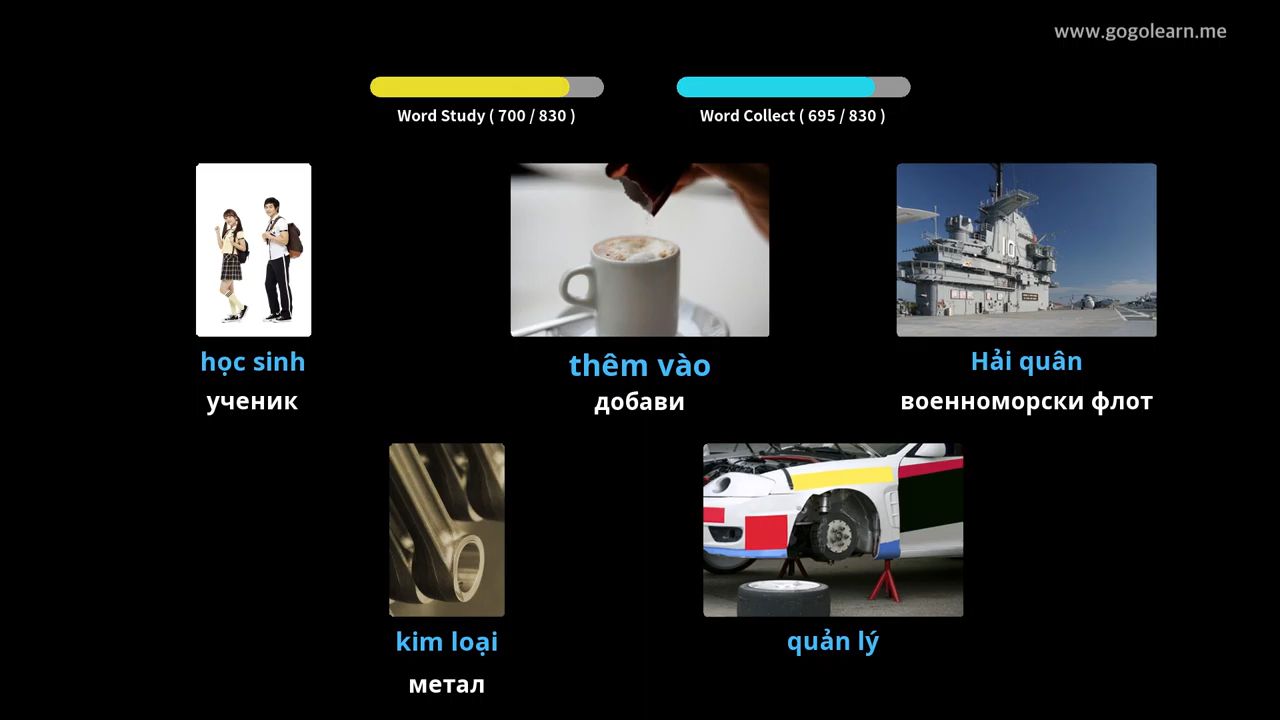 www.gogolearn.me
Word Study ( 700 / 830 )
Word Collect ( 695 / 830 )
học sinh
ученик
thêm vào
добави
Hải quân
военноморски флот
kim loại
метал
quản lý